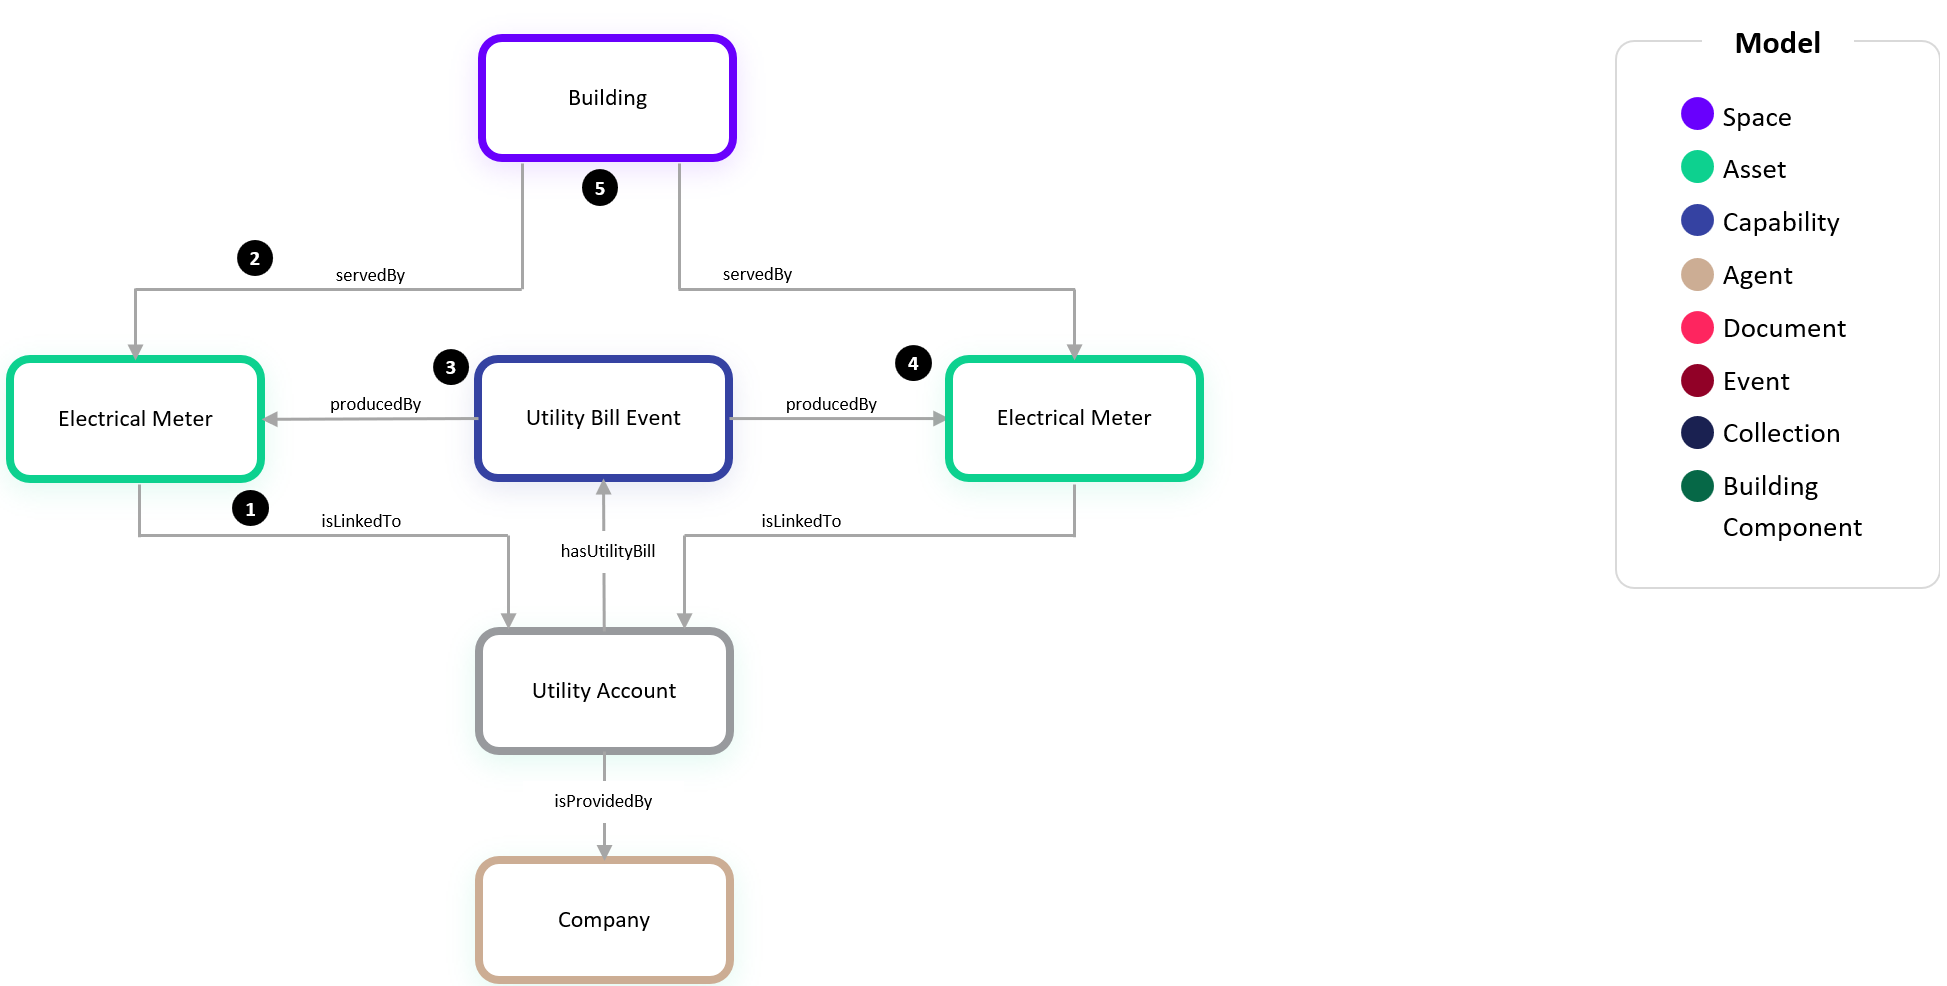 Building
5
2
servedBy
servedBy
Electrical Meter
producedBy
3
Utility Bill Event
producedBy
4
Electrical Meter
1
isLinkedTo
hasUtilityBill
isLinkedTo
Utility Account
isProvidedBy
Company
Model
Space
Asset
Capability
Agent
Document
Event
Collection
Building
Component